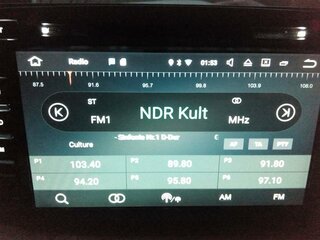 Radio 01:53
87.5 91.6 95.7 99.8 103.9 108.0
ST
FM1 NDR Kult MHz
Culture Sinfonie Nr.1 D-Dur
AF TA PTY
P1 103.40 P2 89.80 P3 91.80
P4 94.20 P5 95.80 P6 97.10
AM FM